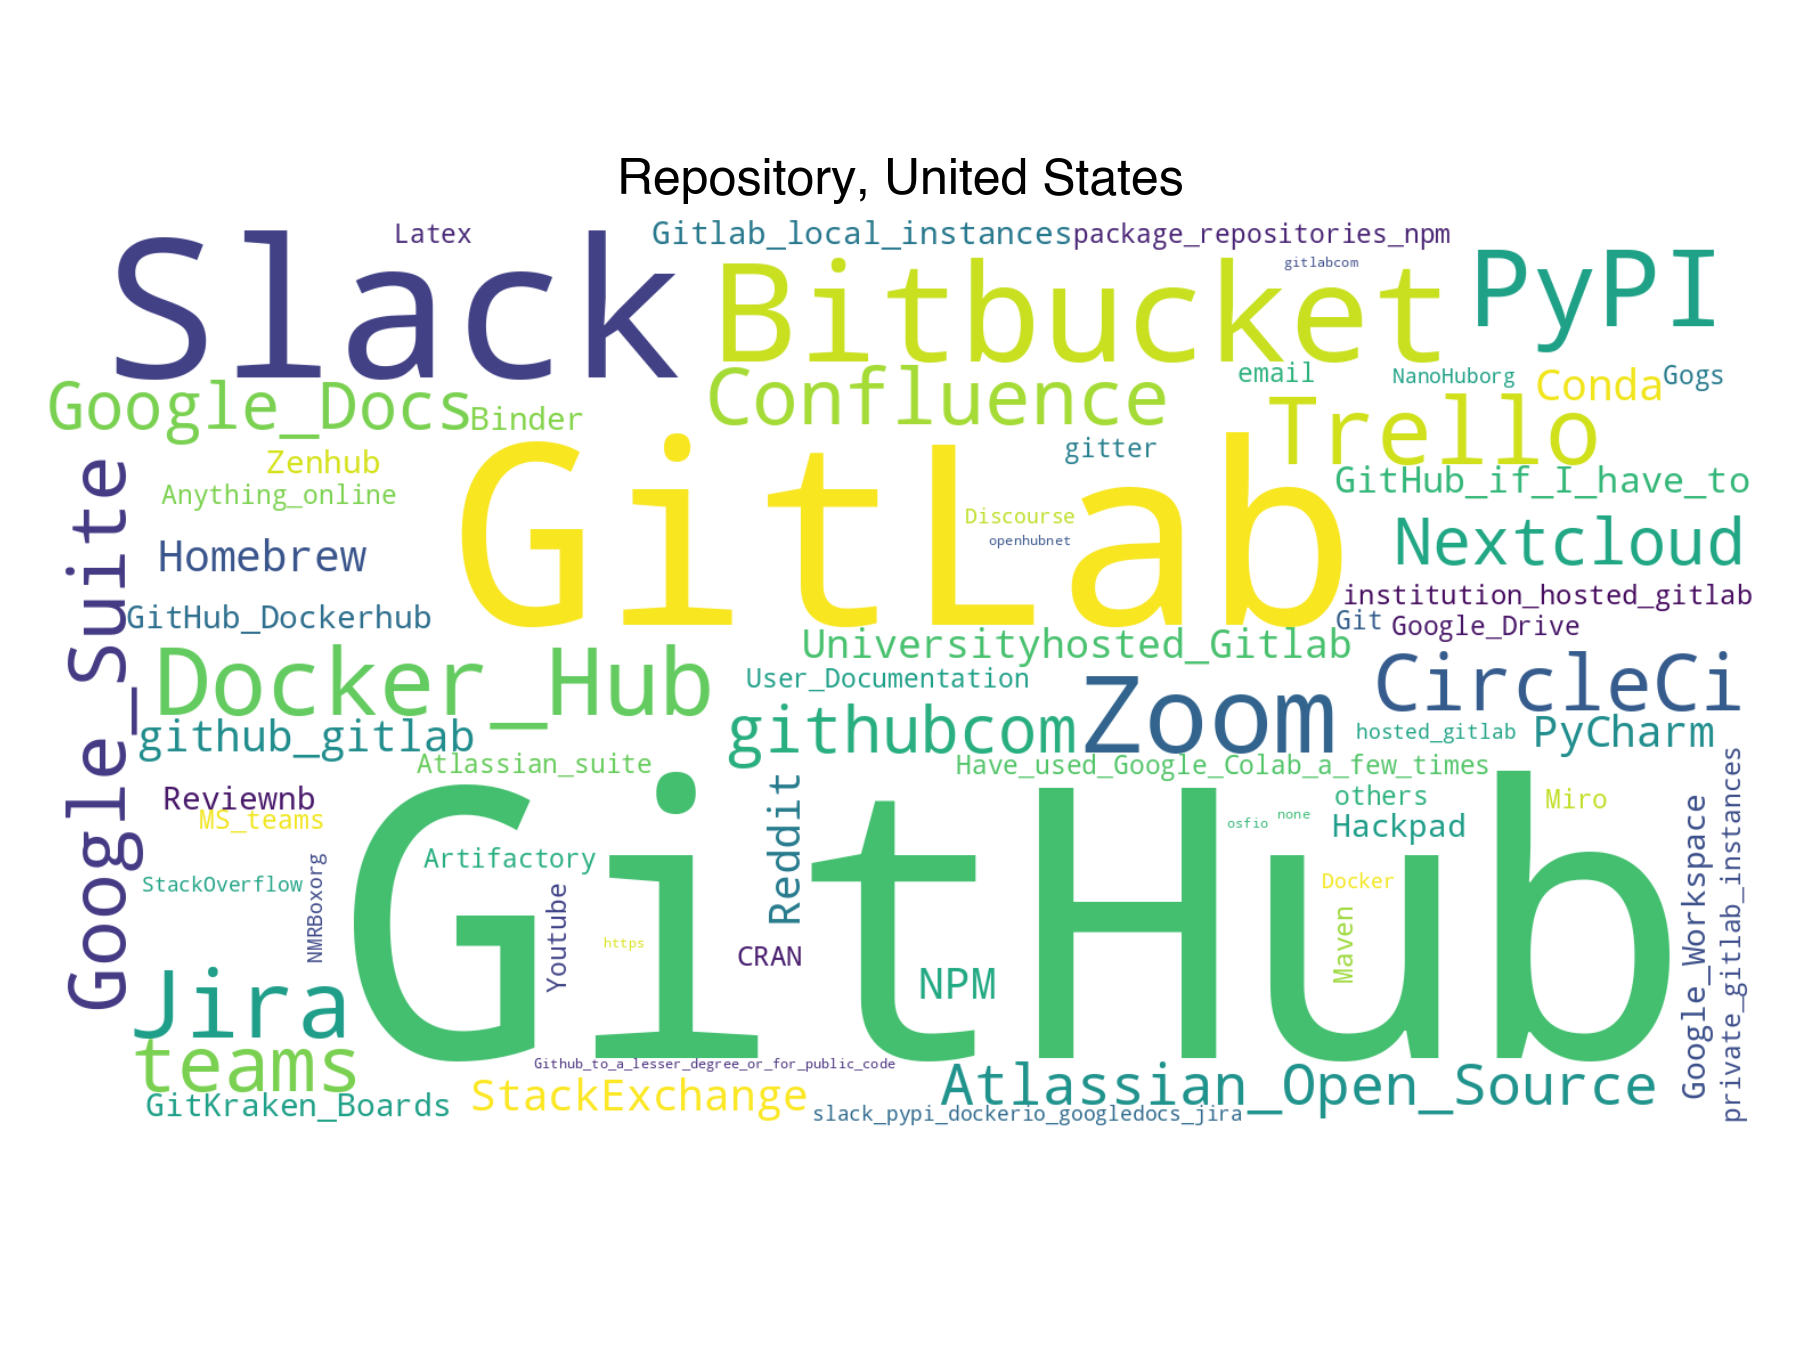 Repository, United States
Slack
Latex
Gitlab_local_instances
package_repositories_npm
gitlabcom
Bitbucket
PyPI
Google_Docs
Binder
Confluence
email
NanoHuborg
Conda
Gogs
Trello
Zenhub
Anything_online
GitLab
gitter
Discourse
openhubnet
GitHub_if_I_have_to
Nextcloud
Google_Suite
Homebrew
GitHub_Dockerhub
institution_hosted_gitlab
Git
Google_Drive
Universityhosted_Gitlab
Docker_Hub
User_Documentation
Zoom
CircleCi
github_gitlab
githubcom
hosted_gitlab
PyCharm
Atlassian_suite
Have_used_Google_Colab_a_few_times
Reviewnb
MS_teams
Reddit
others
Miro
osfio
none
Hackpad
GitHub
Artifactory
StackOverflow
NMRBoxorg
Youtube
https
CRAN
NPM
Docker
Maven
Google_Workspace
private_gitlab_instances
Jira
teams
Github_to_a_lesser_degree_or_for_public_code
GitKraken_Boards
StackExchange
Atlassian_Open_Source
slack_pypi_dockerio_googledocs_jira